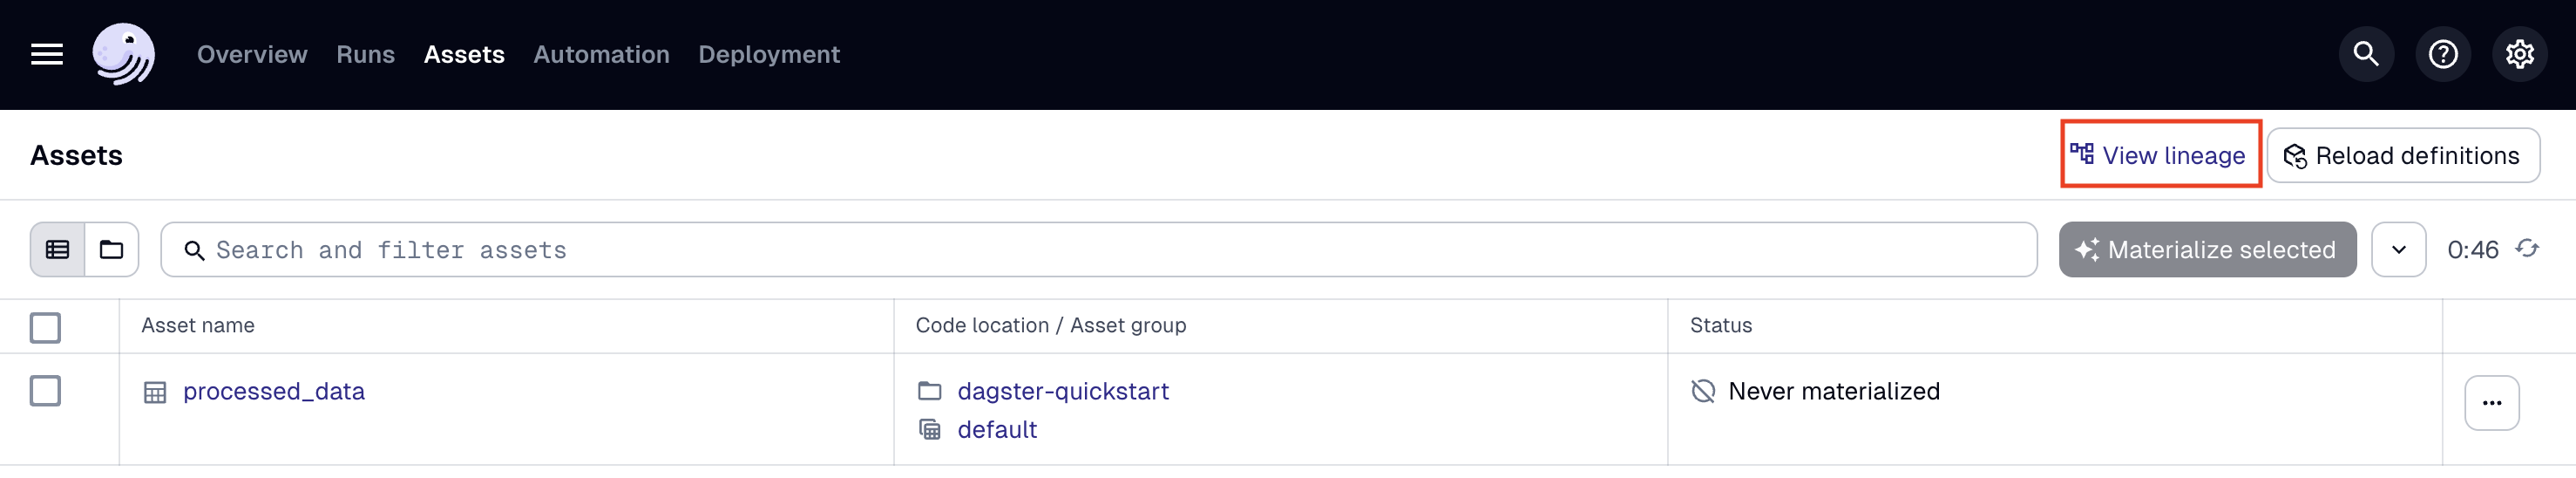 Overview Runs Assets Automation Deployment
Assets View lineage Reload definitions
Search and filter assets Materialize selected 0:46
Asset name Code location / Asset group Status
processed_data dagster-quickstart Never materialized
default